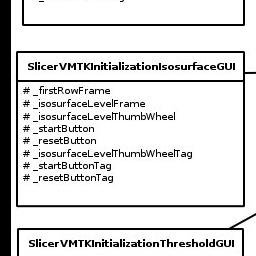 SlicerVMTKInitializationIsosurfaceGUI
# _firstRowFrame
# _isosurfaceLevelFrame
# _isosurfaceLevelThumbWheel
# _startButton
# _resetButton
# _isosurfaceLevelThumbWheelTag
# _startButtonTag
# _resetButtonTag
SlicerVMTKInitializationThresholdGUI